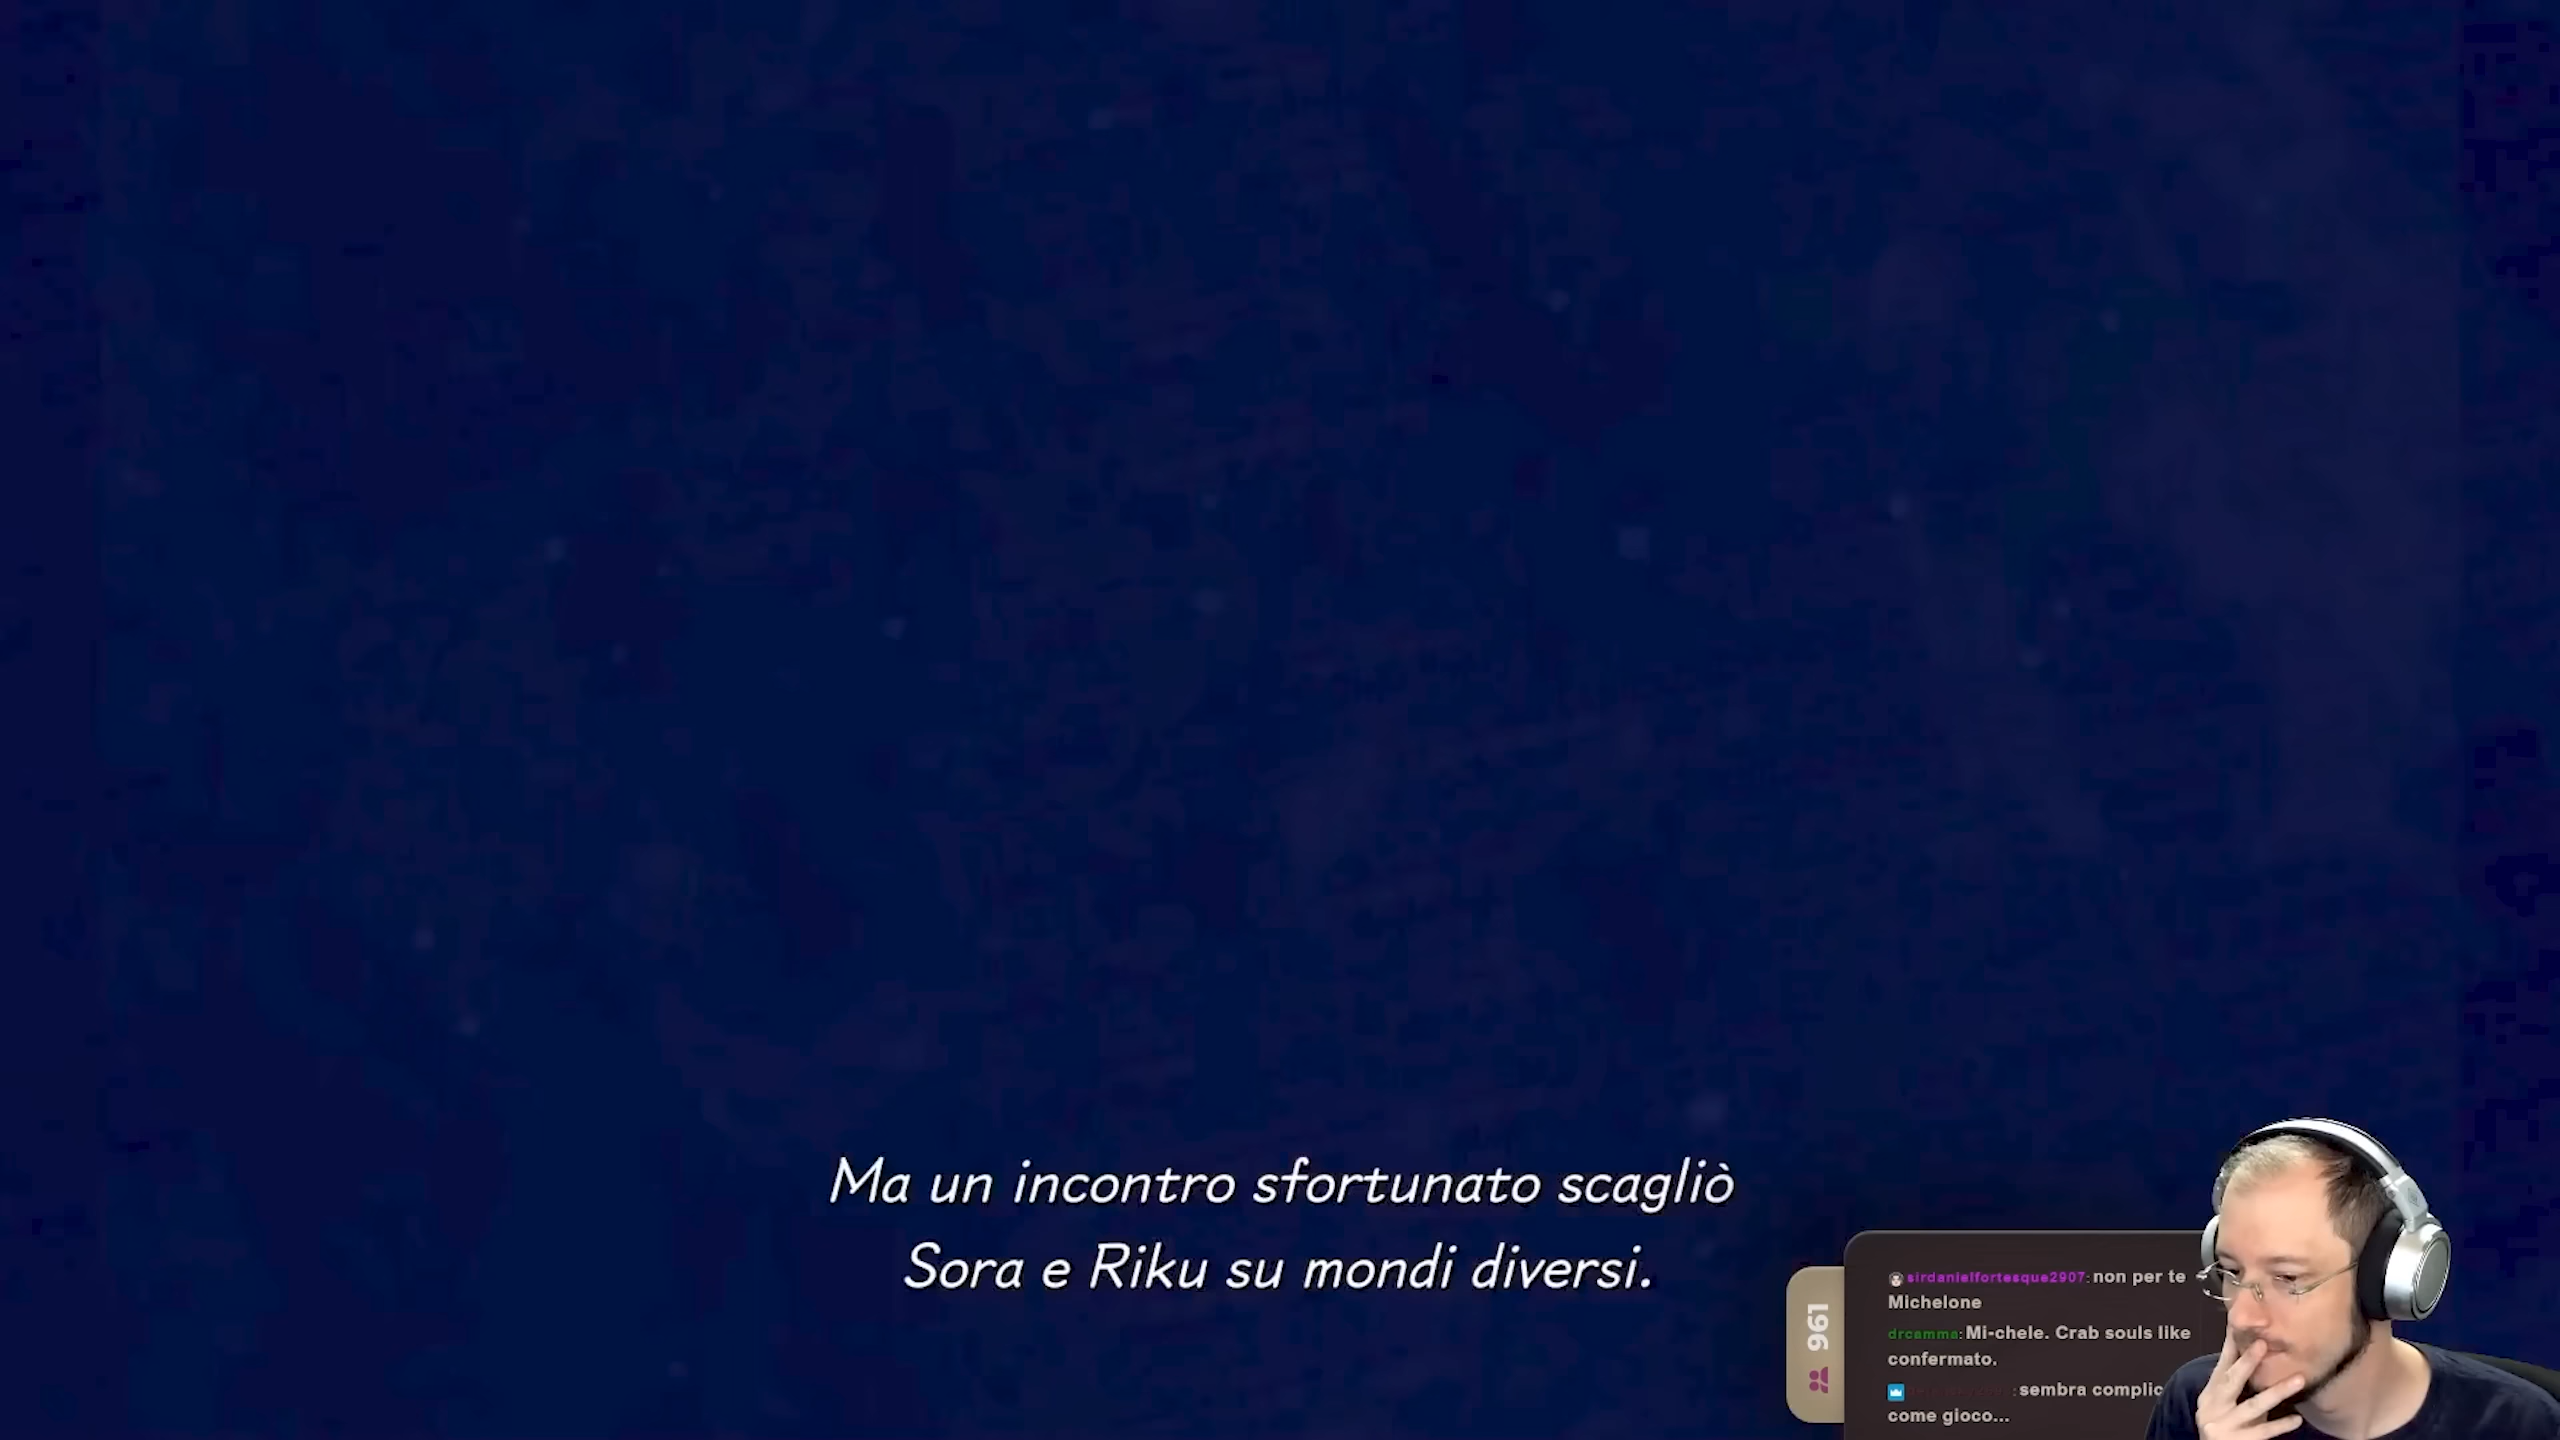 Ma un incontro sfortunato scagliò
Sora e Riku su mondi diversi.
961
sirdanielfortesque2907: non per te
Michelone
drcamma: Mi-chele. Crab souls like
confermato.
: sembra complic
come gioco...